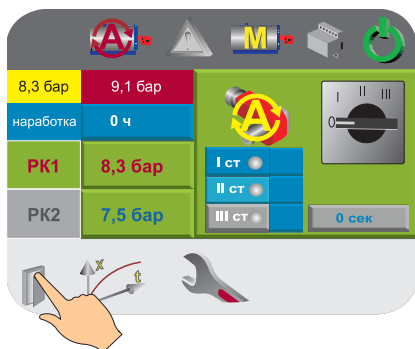 A M
8,3 бар 9,1 бар
наработка 0 ч
A
I II III
0
РК1 8,3 бар
I ст
II ст
РК2 7,5 бар
III ст
0 сек
x
t